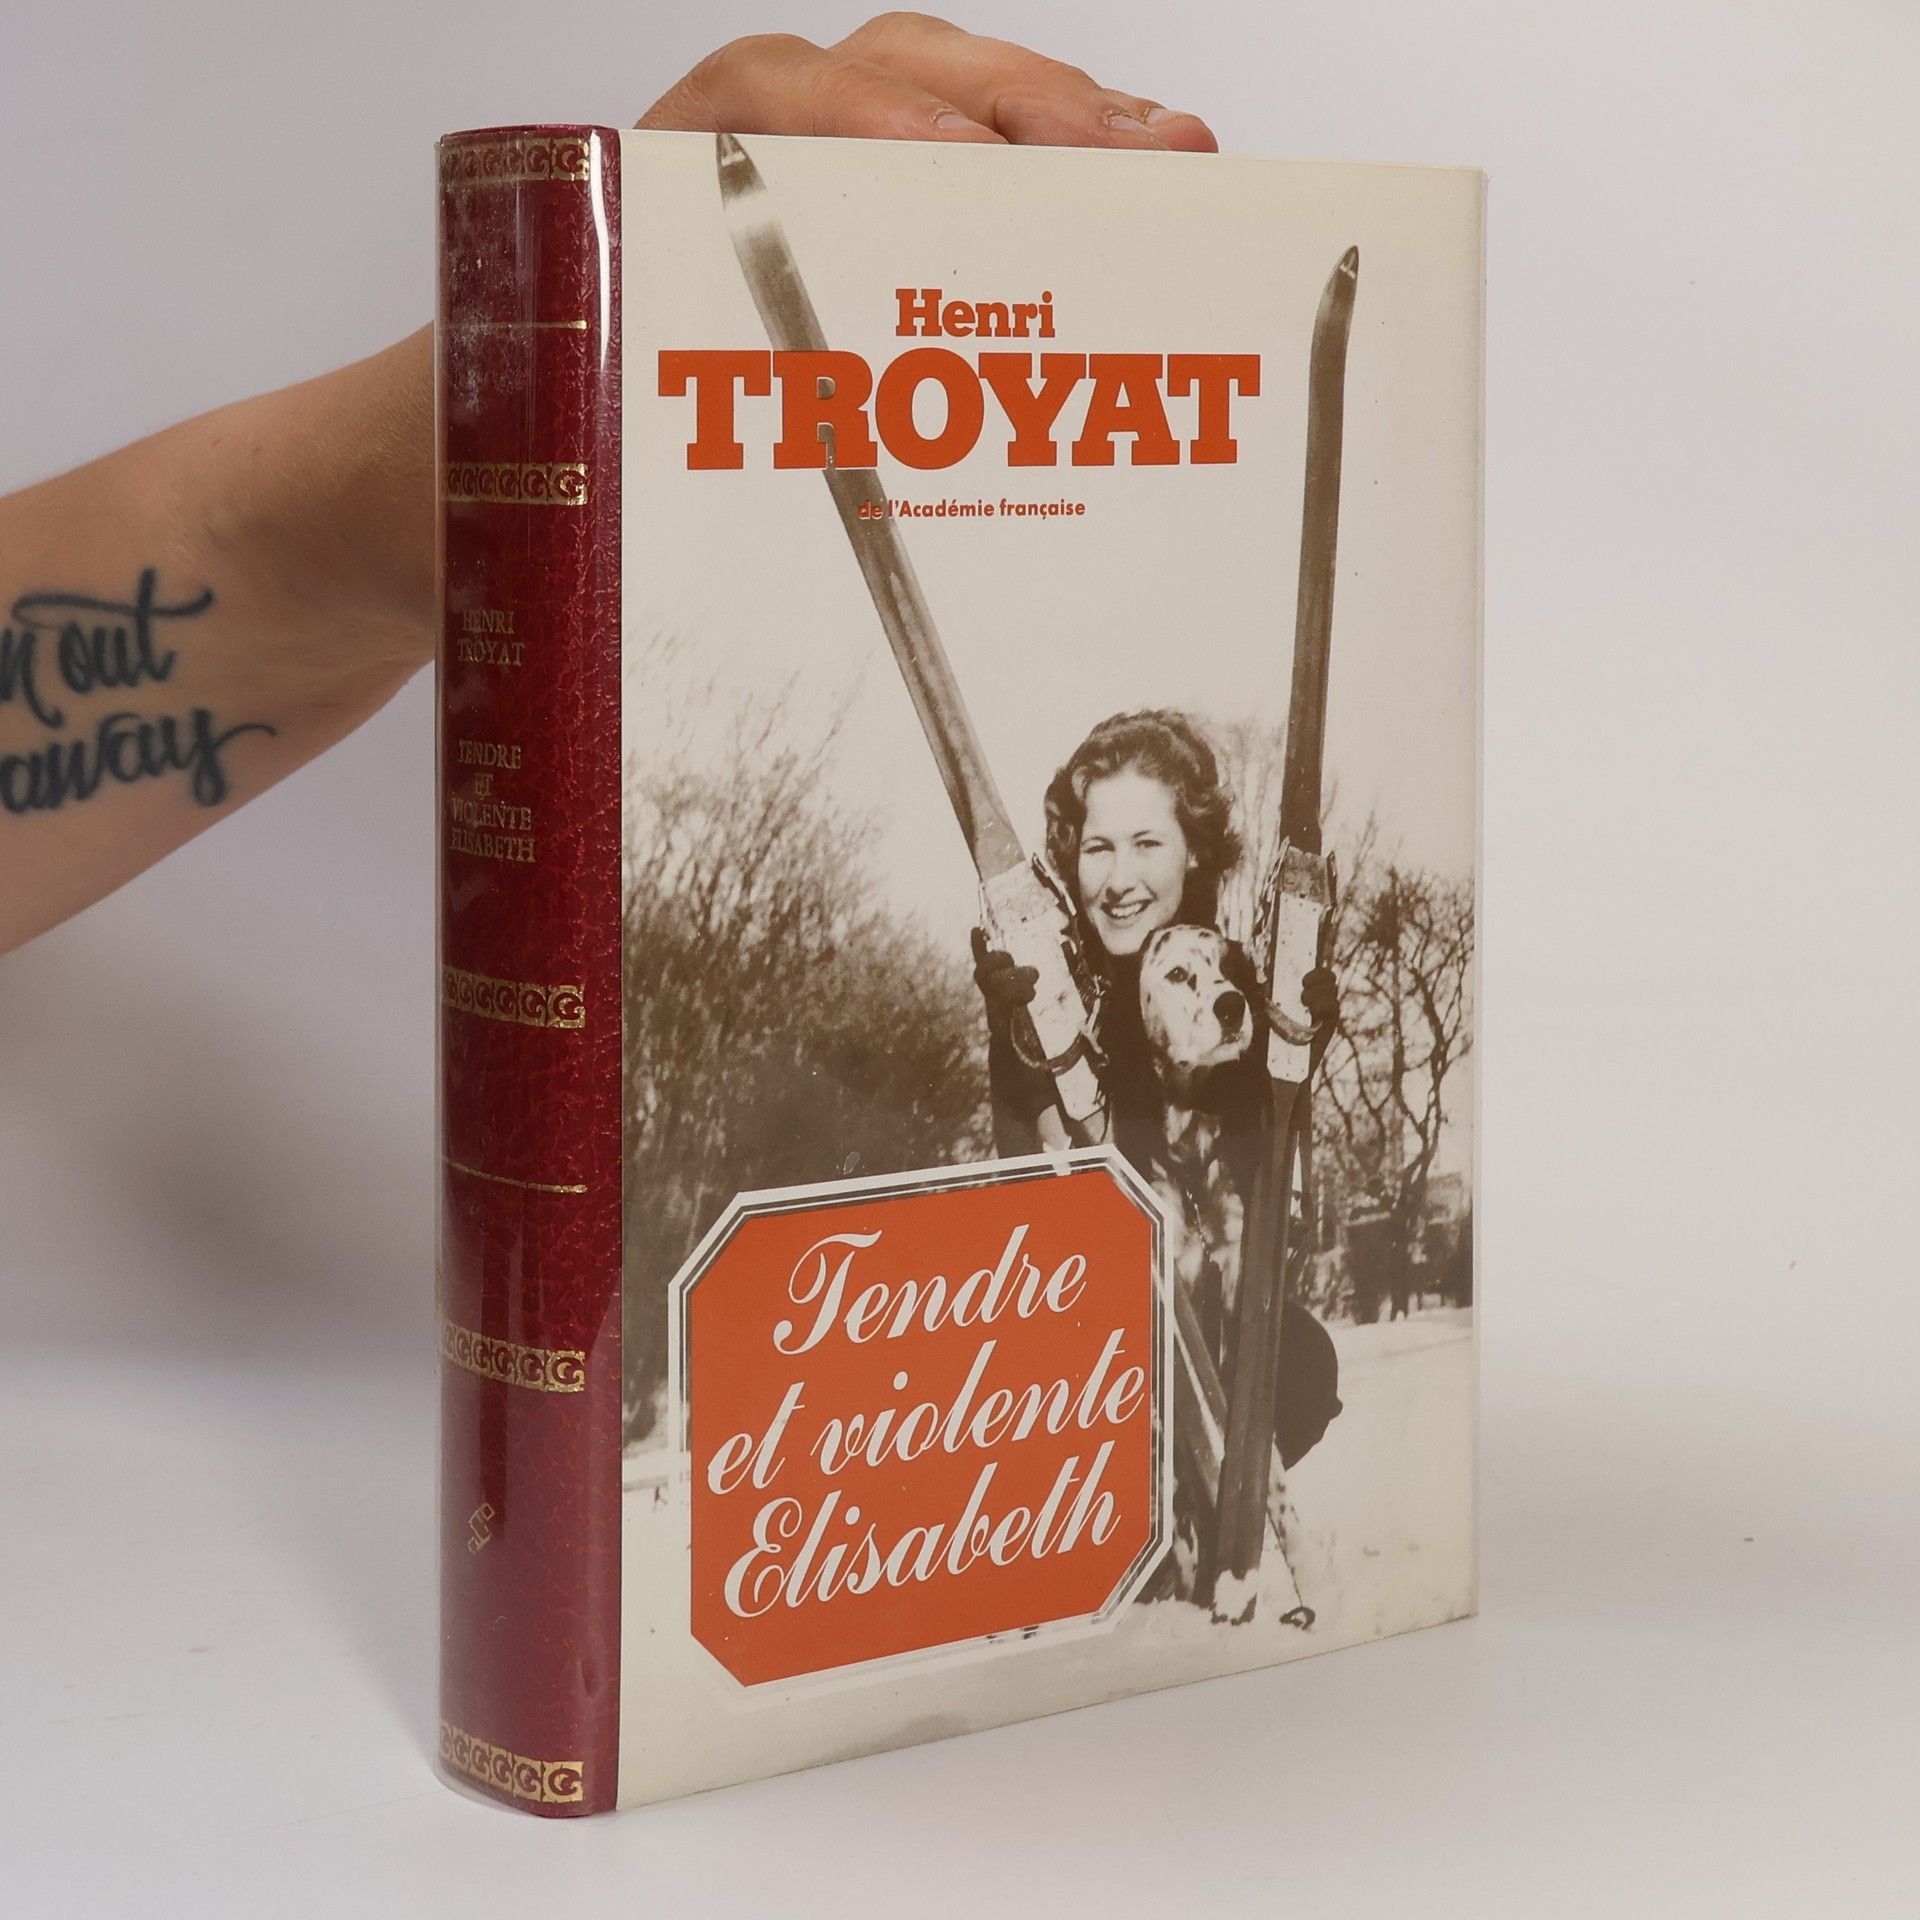 Henri
TROYAT
de l'Académie française
Tendre
et violente
Elisabeth
HENRI
TROYAT
TENDRE
ET
VIOLENTE
ELISABETH
out
away